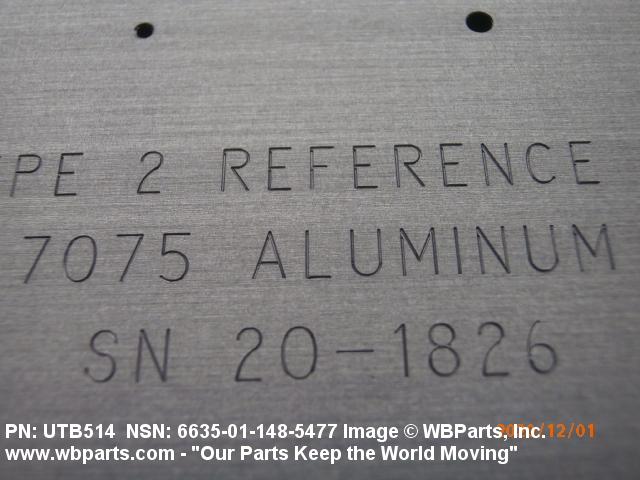 YPE 2 REFERENCE
7075 ALUMINUM
SN 20-1826
PN: UTB514 NSN: 6635-01-148-5477 Image © WBParts, Inc.
www.wbparts.com - "Our Parts Keep the World Moving"